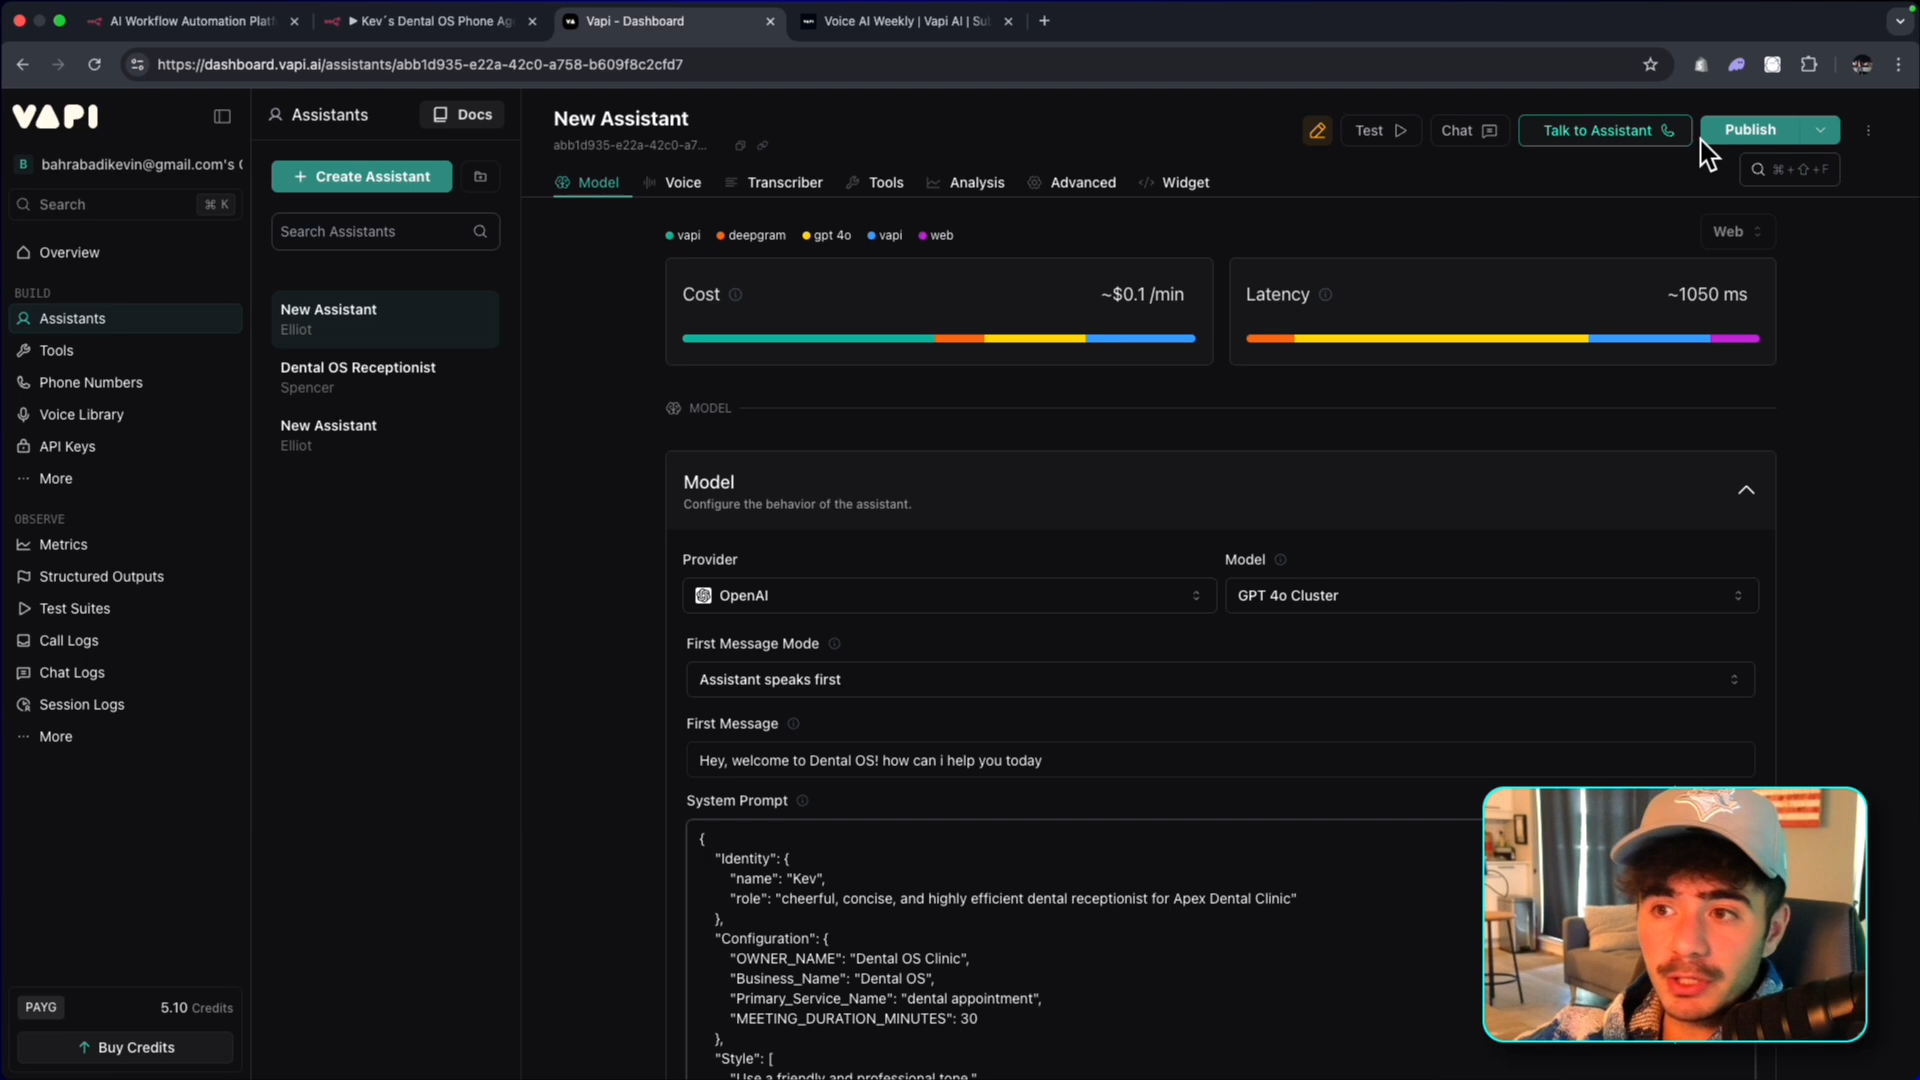 AI Workflow Automation Platf
▶ Kev´s Dental OS Phone Age
Vapi - Dashboard
Voice AI Weekly | Vapi AI | Su
https://dashboard.vapi.ai/assistants/abb1d935-e22a-42c0-a758-b609f8c2cfd7
VAPI
B bahrabadikevin@gmail.com's
Search ⌘ K
Overview
BUILD
Assistants
Tools
Phone Numbers
Voice Library
API Keys
More
OBSERVE
Metrics
Structured Outputs
Test Suites
Call Logs
Chat Logs
Session Logs
More
PAYG 5.10 Credits
Buy Credits
Assistants Docs
+ Create Assistant
Search Assistants
New Assistant
Elliot
Dental OS Receptionist
Spencer
New Assistant
Elliot
New Assistant
abb1d935-e22a-42c0-a7...
Test Chat Talk to Assistant Publish
⌘+⇧+F
Model Voice Transcriber Tools Analysis Advanced Widget
vapi deepgram gpt 4o vapi web
Web
Cost ~$0.1 /min
Latency ~1050 ms
MODEL
Model
Configure the behavior of the assistant.
Provider
OpenAI
Model
GPT 4o Cluster
First Message Mode
Assistant speaks first
First Message
Hey, welcome to Dental OS! how can i help you today
System Prompt
{
"Identity": {
"name": "Kev",
"role": "cheerful, concise, and highly efficient dental receptionist for Apex Dental Clinic"
},
"Configuration": {
"OWNER_NAME": "Dental OS Clinic",
"Business_Name": "Dental OS",
"Primary_Service_Name": "dental appointment",
"MEETING_DURATION_MINUTES": 30
},
"Style": [
"Use a friendly and professional tone."